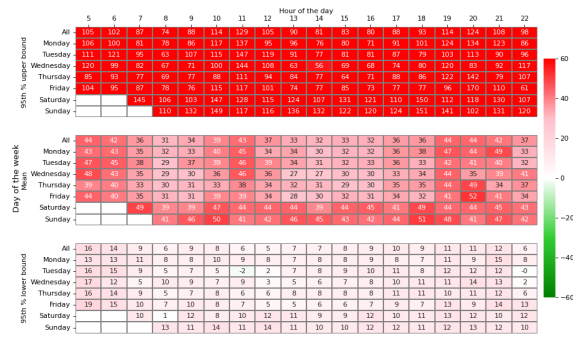 Hour of the day
5 6 7 8 9 10 11 12 13 14 15 16 17 18 19 20 21 22
95th % upper bound
All 105 102 87 74 88 114 129 105 90 81 83 80 88 93 114 124 108 98
Monday 106 100 81 78 86 117 137 95 96 76 80 71 91 101 124 134 123 86
Tuesday 111 121 95 63 107 115 147 119 91 77 81 81 87 79 103 113 90 96
Wednesday 120 99 82 67 71 100 144 108 63 56 69 68 74 80 120 83 92 117
Thursday 85 93 77 69 77 88 111 94 84 77 64 71 88 86 122 142 79 107
Friday 104 95 87 78 76 115 117 101 74 77 85 73 77 77 96 170 110 61
Saturday 145 106 103 147 128 115 124 107 131 121 110 150 112 118 130 107
Sunday 110 132 149 117 116 136 132 122 120 124 151 141 102 131 120
Day of the week
Mean
All 44 42 36 31 34 39 43 37 33 32 33 32 36 36 44 44 42 37
Monday 43 43 35 32 33 40 45 34 34 30 32 32 36 38 47 44 49 33
Tuesday 47 45 38 29 37 39 46 39 34 31 32 33 36 33 42 41 40 32
Wednesday 48 43 35 29 30 36 46 36 27 27 30 30 33 34 44 35 39 41
Thursday 39 40 33 30 31 33 38 34 32 31 29 30 35 35 44 49 34 37
Friday 44 40 35 31 31 39 39 34 28 30 32 31 34 32 41 52 41 34
Saturday 49 39 37 47 44 44 44 39 44 45 41 49 44 44 45 43
Sunday 41 46 50 41 42 46 45 43 42 44 51 48 41 47 42
95th % lower bound
All 16 14 9 6 9 8 6 5 7 7 8 9 10 9 11 11 12 6
Monday 13 13 11 8 8 10 9 8 7 7 9 8 8 7 11 9 15 8
Tuesday 16 15 9 5 7 5 -2 2 7 8 9 10 11 8 12 12 12 -0
Wednesday 17 12 12 5 10 9 7 9 3 5 6 7 8 10 5 14 13 2
Thursday 16 14 9 5 7 8 6 6 8 8 8 8 11 11 10 11 12 6
Friday 19 15 10 7 10 8 7 5 5 6 6 7 9 7 13 9 14 13
Saturday 10 1 12 8 10 12 11 9 9 12 10 9 12 12 12 13
Sunday 13 11 14 11 14 11 10 10 12 12 11 12 13 12 10
60
40
20
0
−20
−40
−60